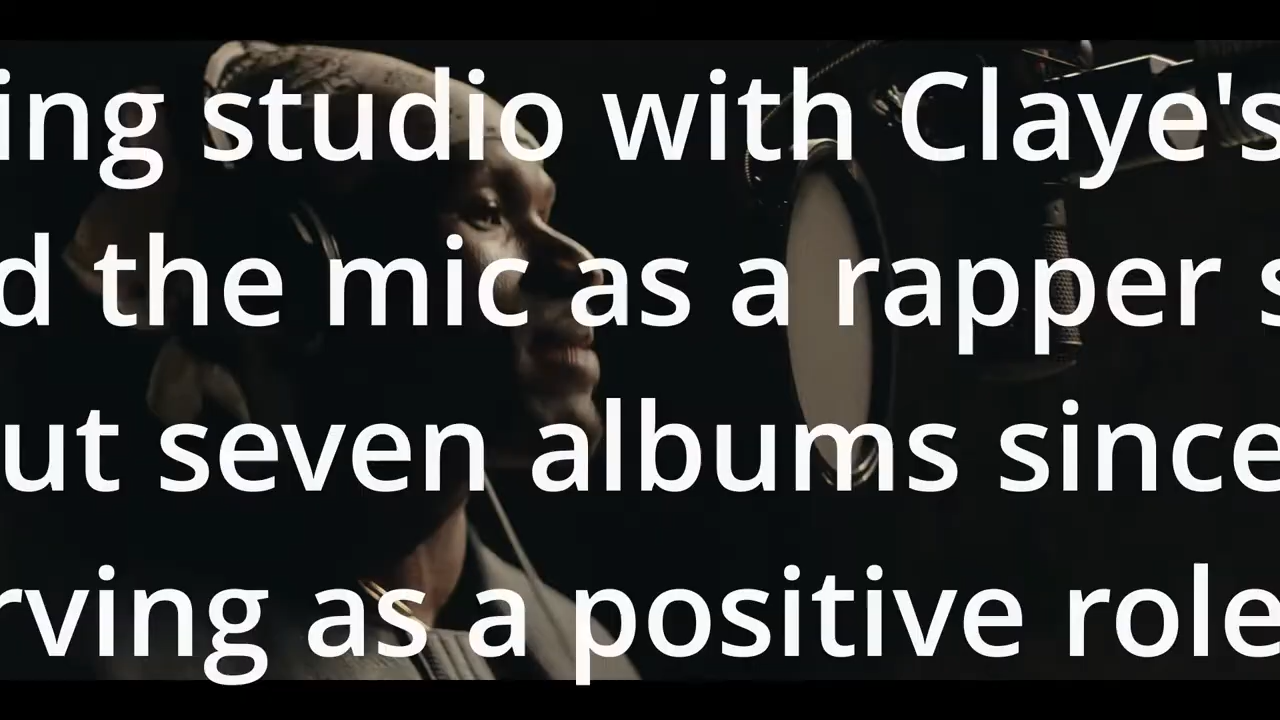 ing studio with Claye's
d the mic as a rapper s
ut seven albums since
rving as a positive role